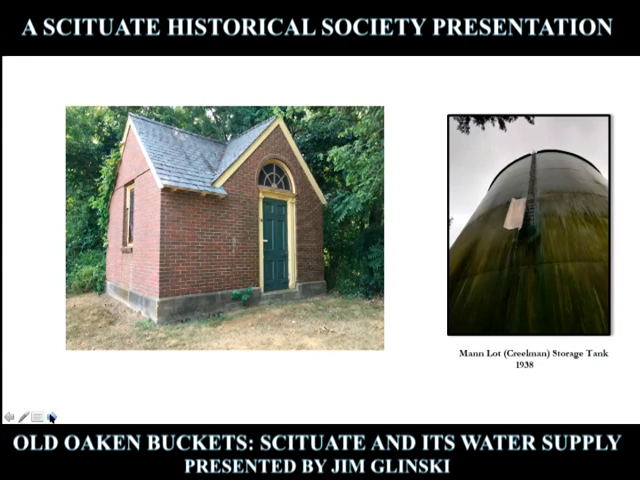 A SCITUATE HISTORICAL SOCIETY PRESENTATION
Mann Lot (Creelman) Storage Tank
1938
OLD OAKEN BUCKETS: SCITUATE AND ITS WATER SUPPLY
PRESENTED BY JIM GLINSKI